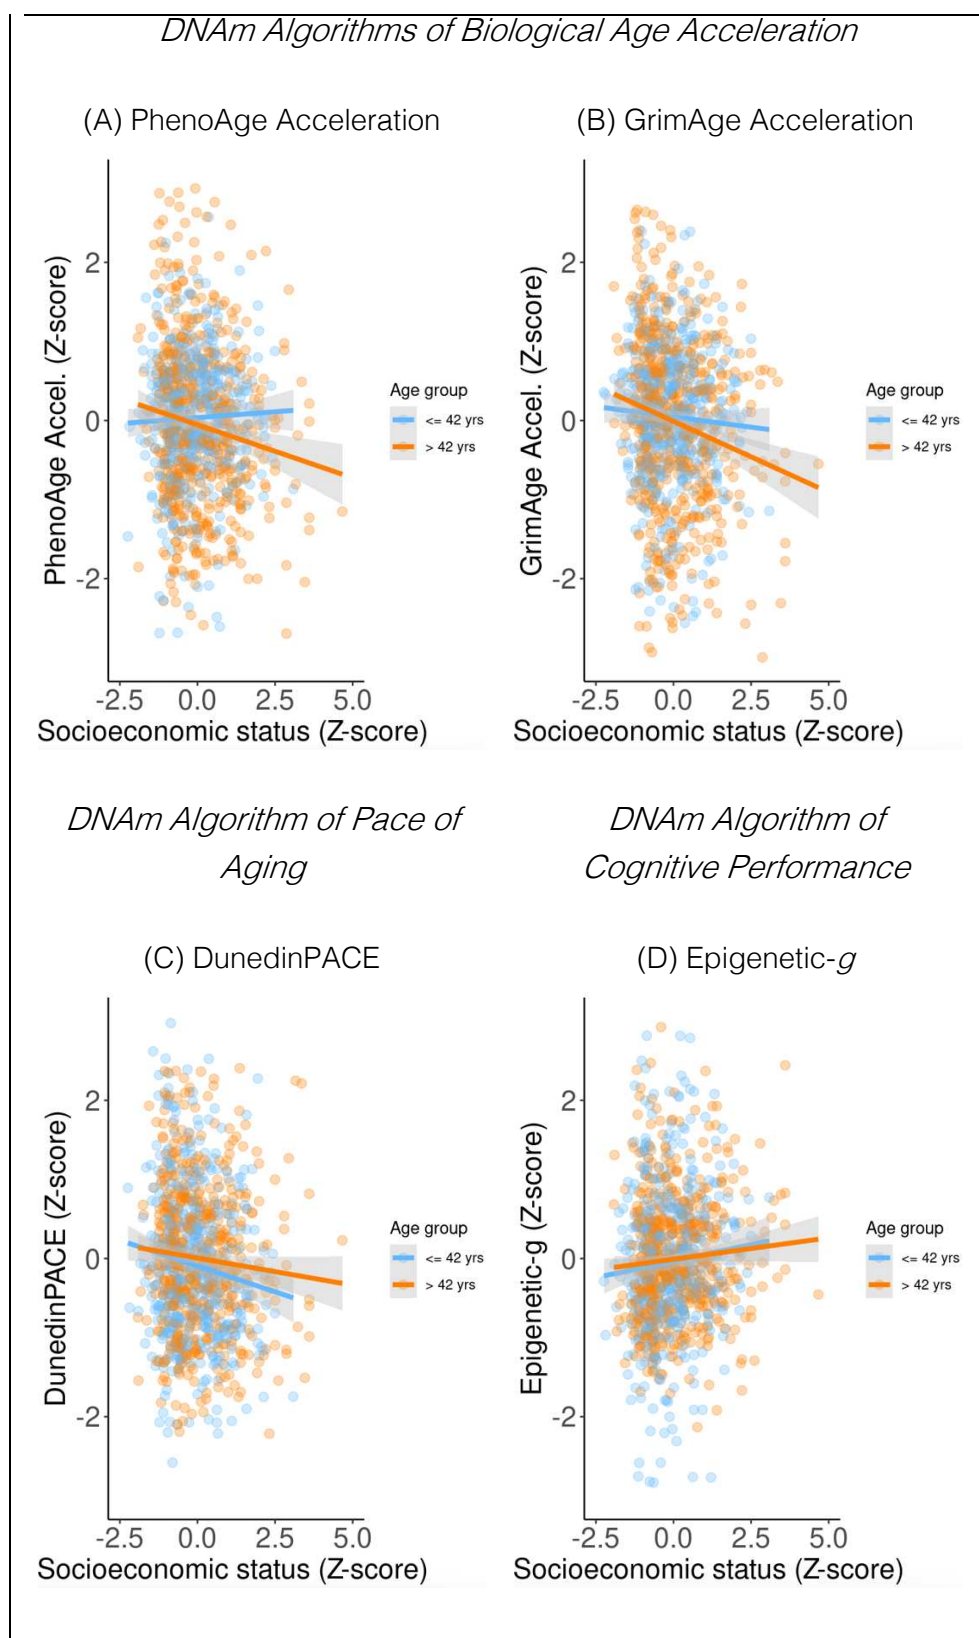 DNAm Algorithms of Biological Age Acceleration
(A) PhenoAge Acceleration
PhenoAge Accel. (Z-score)
2
0
-2
-2.5 0.0 2.5 5.0
Socioeconomic status (Z-score)
Age group
<= 42 yrs
> 42 yrs
(B) GrimAge Acceleration
GrimAge Accel. (Z-score)
2
0
-2
-2.5 0.0 2.5 5.0
Socioeconomic status (Z-score)
Age group
<= 42 yrs
> 42 yrs
DNAm Algorithm of Pace of
Aging
(C) DunedinPACE
DunedinPACE (Z-score)
2
0
-2
-2.5 0.0 2.5 5.0
Socioeconomic status (Z-score)
Age group
<= 42 yrs
> 42 yrs
DNAm Algorithm of
Cognitive Performance
(D) Epigenetic-g
Epigenetic-g (Z-score)
2
0
-2
-2.5 0.0 2.5 5.0
Socioeconomic status (Z-score)
Age group
<= 42 yrs
> 42 yrs